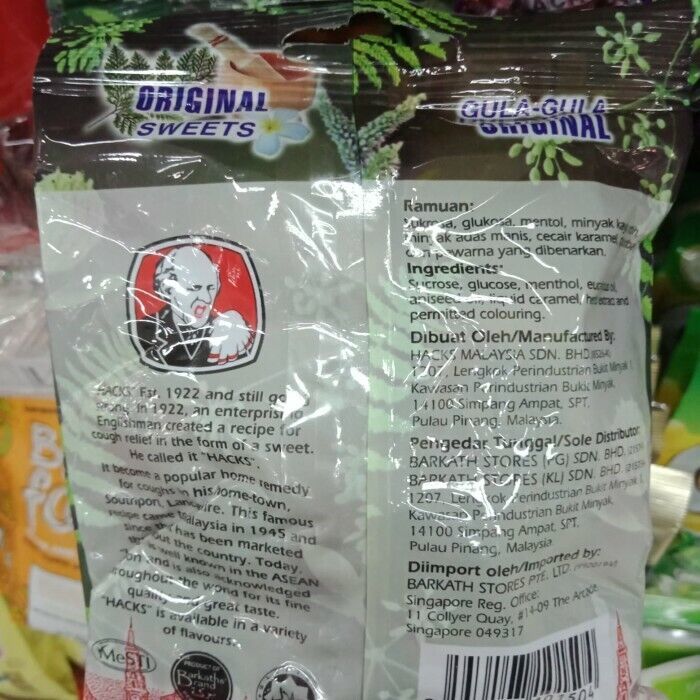 ORIGINAL
SWEETS
"HACKS" Est. 1922 and still going
strong. In 1922, an enterprising
Englishman created a recipe for
cough relief in the form of a sweet.
He called it "HACKS".
It become a popular home remedy
for coughs in his home-town,
This famous
recipe came Malaysia in 1945 and
since has been marketed
the country. Today,
is well known in the ASEAN
and is also acknowledged
throughout the world for its fine
quality and great taste.
"HACKS" is available in a variety
of flavours.
MeSTI
PRODUCT OF
Barkath
Brand
GULA-GULA
ORIGINAL
Ramuan:
Sukrosa, glukosa, mentol, minyak
minyak adas manis, cecair karamel,
dan pewarna yang dibenarkan.
Ingredients:
Sucrose, glucose, menthol,
aniseed oil, liquid caramel, and
permitted colouring.
Dibuat Oleh/Manufactured By:
HACKS MALAYSIA SDN. BHD.
1207, Lengkok Perindustrian Bukit Minyak 1,
Kawasan Perindustrian Bukit Minyak,
14100 Simpang Ampat, SPT.
Pulau Pinang, Malaysia.
Pengedar Tunggal/Sole Distributor
BARKATH STORES (PG) SDN. BHD.
BARKATH STORES (KL) SDN. BHD.
1207, Lengkok Perindustrian Bukit Minyak
Kawasan Perindustrian Bukit Minyak,
14100 Simpang Ampat, SPT.
Pulau Pinang, Malaysia.
Diimport oleh/Imported by:
BARKATH STORES PTE. LTD.
Singapore Reg. Office:
11 Collyer Quay, #14-09 The Arcade,
Singapore 049317